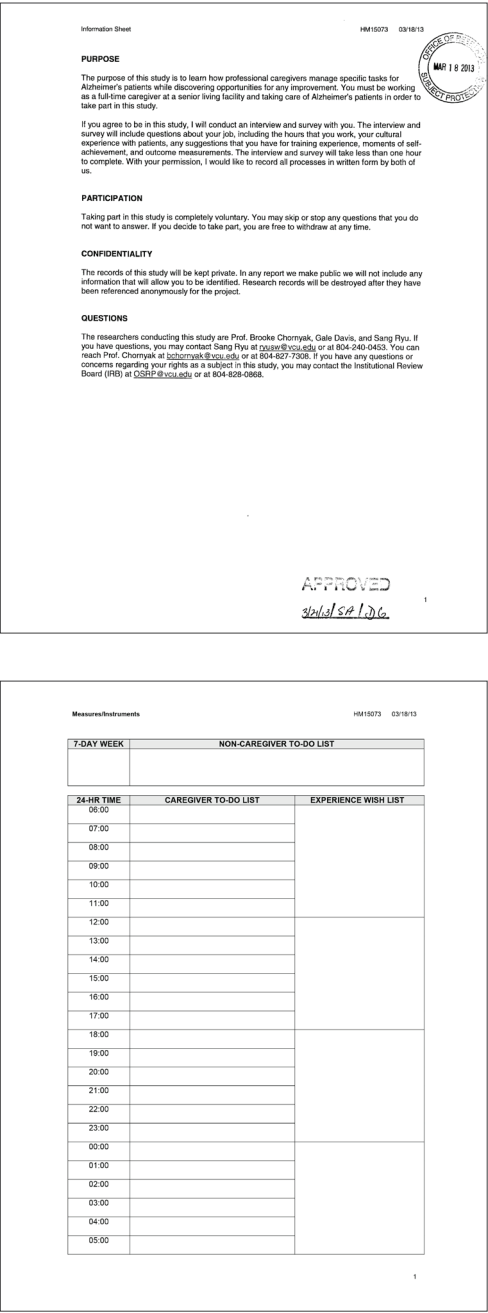 Information Sheet HM15073 03/18/13
OFFICE OF
MAR 1 8 2013
SUBJECT PROTEC
PURPOSE
The purpose of this study is to learn how professional caregivers manage specific tasks for
Alzheimer's patients while discovering opportunities for any improvement. You must be working
as a full-time caregiver at a senior living facility and taking care of Alzheimer's patients in order to
take part in this study.
If you agree to be in this study, I will conduct an interview and survey with you. The interview and
survey will include questions about your job, including the hours that you work, your cultural
experience with patients, any suggestions that you have for training experience, moments of self-
achievement, and outcome measurements. The interview and survey will take less than one hour
to complete. With your permission, I would like to record all processes in written form by both of
us.
PARTICIPATION
Taking part in this study is completely voluntary. You may skip or stop any questions that you do
not want to answer. If you decide to take part, you are free to withdraw at any time.
CONFIDENTIALITY
The records of this study will be kept private. In any report we make public we will not include any
information that will allow you to be identified. Research records will be destroyed after they have
been referenced anonymously for the project.
QUESTIONS
The researchers conducting this study are Prof. Brooke Chornyak, Gale Davis, and Sang Ryu. If
you have questions, you may contact Sang Ryu at ryusw@vcu.edu or at 804-240-0453. You can
reach Prof. Chornyak at bchornyak@vcu.edu or at 804-827-7308. If you have any questions or
concerns regarding your rights as a subject in this study, you may contact the Institutional Review
Board (IRB) at OSRP@vcu.edu or at 804-828-0868.
APPROVED
3/21/13/ SA / DG
1
Measures/Instruments HM15073 03/18/13
7-DAY WEEK NON-CAREGIVER TO-DO LIST
24-HR TIME CAREGIVER TO-DO LIST EXPERIENCE WISH LIST
06:00
07:00
08:00
09:00
10:00
11:00
12:00
13:00
14:00
15:00
16:00
17:00
18:00
19:00
20:00
21:00
22:00
23:00
00:00
01:00
02:00
03:00
04:00
05:00
1